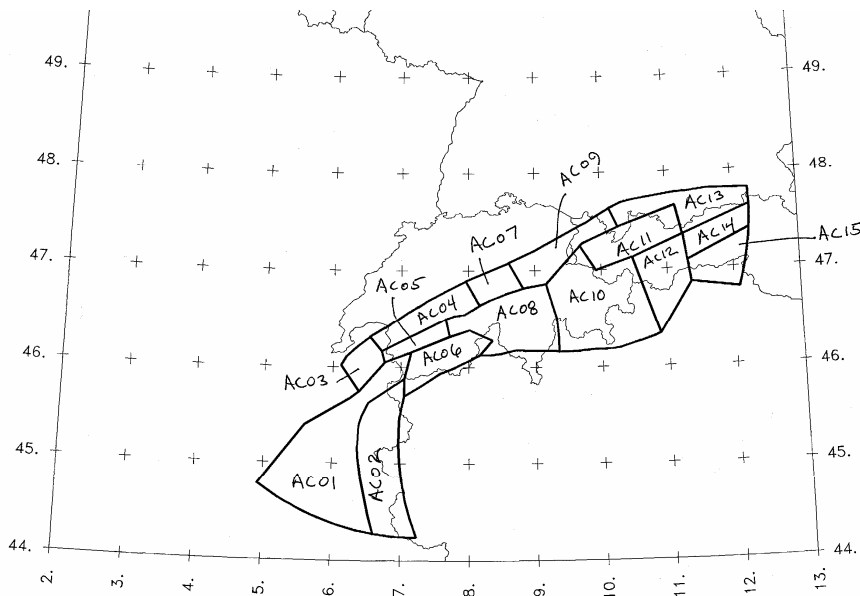 49.
49.
48.
48.
AC09
AC13
AC07
AC14
AC15
AC11
47.
AC12
47.
AC05
AC10
AC04
AC08
46.
AC06
46.
AC03
45.
45.
AC02
AC01
44.
44.
2.
3.
4.
5.
6.
7.
8.
9.
10.
11.
12.
13.